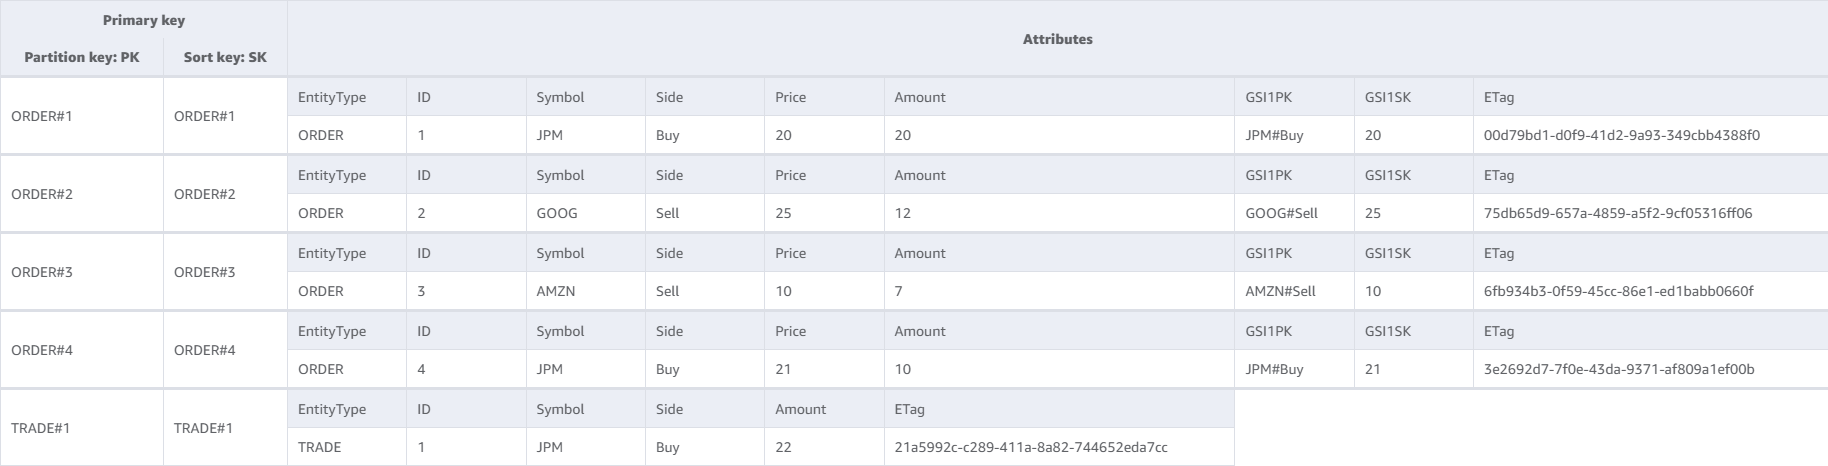 Primary key
Attributes
Partition key: PK Sort key: SK
EntityType ID Symbol Side Price Amount GSI1PK GSI1SK ETag
ORDER#1 ORDER#1
ORDER 1 JPM Buy 20 20 JPM#Buy 20 00d79bd1-d0f9-41d2-9a93-349cbb4388f0
EntityType ID Symbol Side Price Amount GSI1PK GSI1SK ETag
ORDER#2 ORDER#2
ORDER 2 GOOG Sell 25 12 GOOG#Sell 25 75db65d9-657a-4859-a5f2-9cf05316ff06
EntityType ID Symbol Side Price Amount GSI1PK GSI1SK ETag
ORDER#3 ORDER#3
ORDER 3 AMZN Sell 10 7 AMZN#Sell 10 6fb934b3-0f59-45cc-86e1-ed1babb0660f
EntityType ID Symbol Side Price Amount GSI1PK GSI1SK ETag
ORDER#4 ORDER#4
ORDER 4 JPM Buy 21 10 JPM#Buy 21 3e2692d7-7f0e-43da-9371-af809a1ef00b
EntityType ID Symbol Side Amount ETag
TRADE#1 TRADE#1
TRADE 1 JPM Buy 22 21a5992c-c289-411a-8a82-744652eda7cc